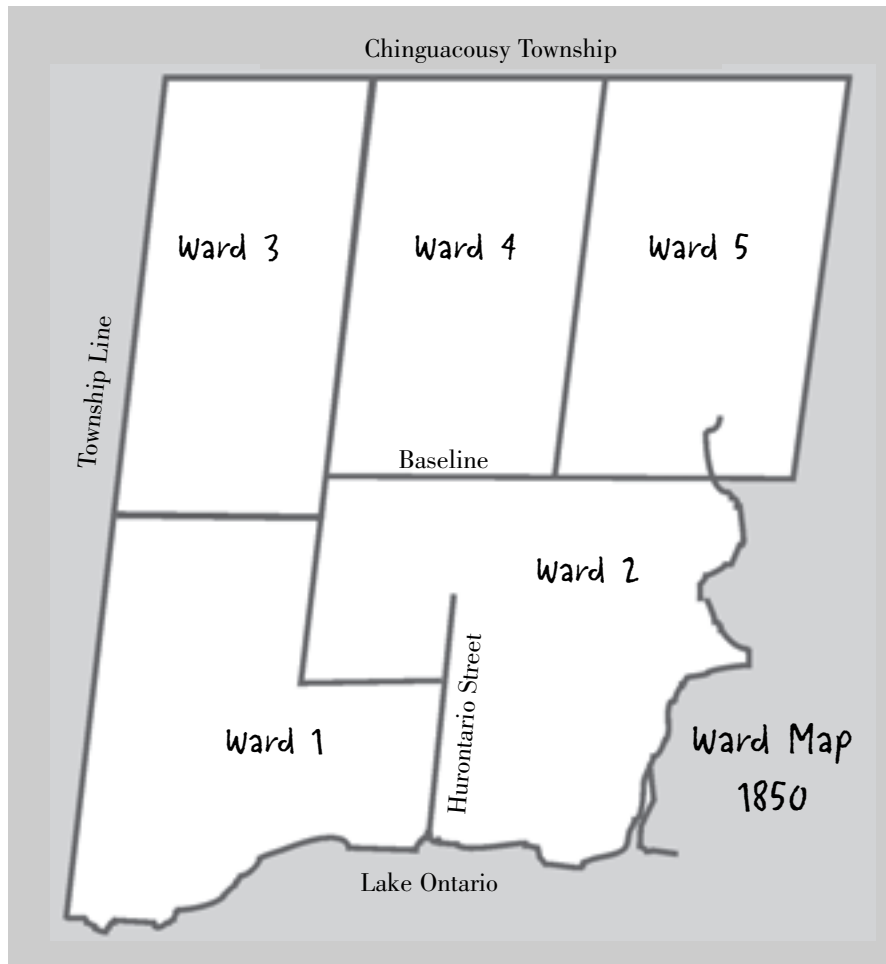 Chinguacousy Township
Ward 3
Ward 4
Ward 5
Township Line
Baseline
Ward 2
Hurontario Street
Ward 1
Ward Map
1850
Lake Ontario